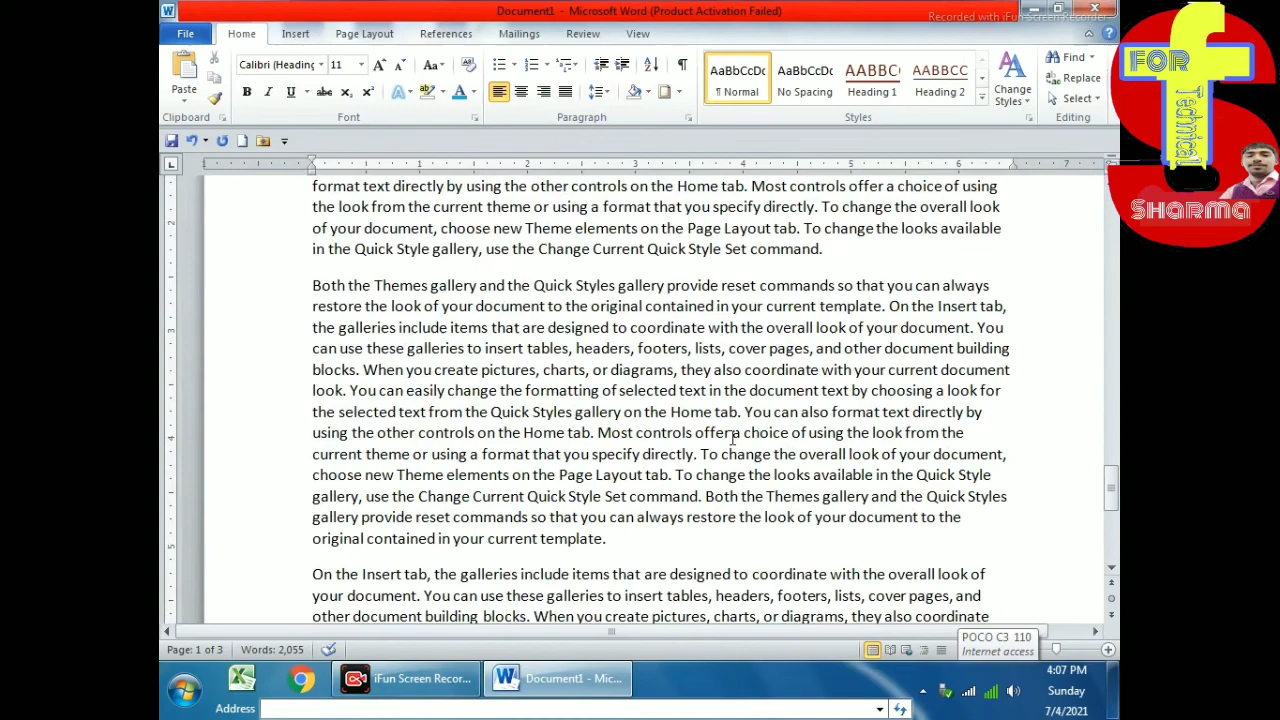 Document1 - Microsoft Word (Product Activation Failed)
Recorded with iFun Screen Recorder
File Home Insert Page Layout References Mailings Review View
Paste
Calibri (Headings 11
AaBbCcDc AaBbCcDc AABBC AABBCC
¶ Normal No Spacing Heading 1 Heading 2
Change Styles
Find
Replace
Select
Clipboard Font Paragraph Styles Editing
FOR
Technical
SHARMA
format text directly by using the other controls on the Home tab. Most controls offer a choice of using
the look from the current theme or using a format that you specify directly. To change the overall look
of your document, choose new Theme elements on the Page Layout tab. To change the looks available
in the Quick Style gallery, use the Change Current Quick Style Set command.
Both the Themes gallery and the Quick Styles gallery provide reset commands so that you can always
restore the look of your document to the original contained in your current template. On the Insert tab,
the galleries include items that are designed to coordinate with the overall look of your document. You
can use these galleries to insert tables, headers, footers, lists, cover pages, and other document building
blocks. When you create pictures, charts, or diagrams, they also coordinate with your current document
look. You can easily change the formatting of selected text in the document text by choosing a look for
the selected text from the Quick Styles gallery on the Home tab. You can also format text directly by
using the other controls on the Home tab. Most controls offer a choice of using the look from the
current theme or using a format that you specify directly. To change the overall look of your document,
choose new Theme elements on the Page Layout tab. To change the looks available in the Quick Style
gallery, use the Change Current Quick Style Set command. Both the Themes gallery and the Quick Styles
gallery provide reset commands so that you can always restore the look of your document to the
original contained in your current template.
On the Insert tab, the galleries include items that are designed to coordinate with the overall look of
your document. You can use these galleries to insert tables, headers, footers, lists, cover pages, and
other document building blocks. When you create pictures, charts, or diagrams, they also coordinate
POCO C3 110
Internet access
Page: 1 of 3 Words: 2,055
iFun Screen Recor...
Document1 - Mic...
4:07 PM
Sunday
7/4/2021
Address